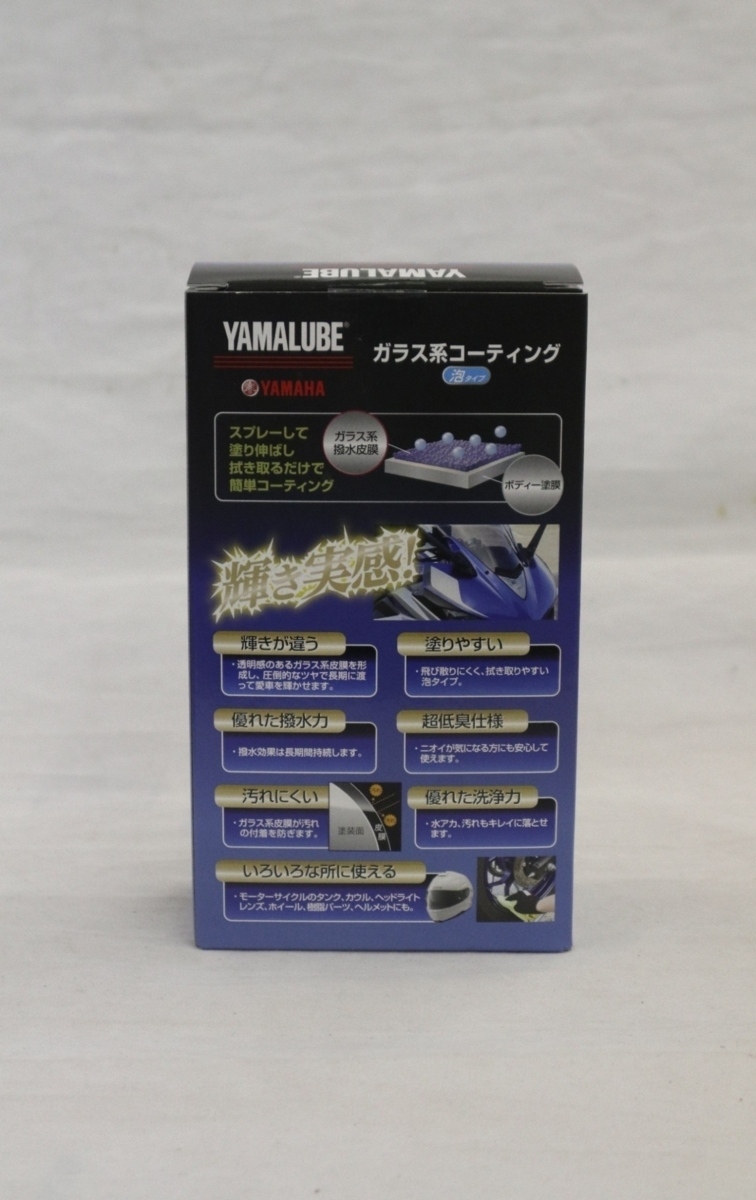 YAMALUBE
YAMALUBE®
ガラス系コーティング
泡タイプ
YAMAHA
スプレーして
塗り伸ばし
拭き取るだけで
簡単コーティング
ガラス系
撥水皮膜
ボディー塗膜
輝き実感!
輝きが違う
・透明感のあるガラス系皮膜を形
成し、圧倒的なツヤで長期に渡
って愛車を輝かせます。
塗りやすい
・飛び散りにくく、拭き取りやすい
泡タイプ。
優れた撥水力
・撥水効果は長期間持続します。
超低臭仕様
・ニオイが気になる方にも安心して
使えます。
汚れにくい
・ガラス系皮膜が汚れ
の付着を防ぎます。
塗装面
皮膜
優れた洗浄力
・水アカ、汚れもキレイに落とせ
ます。
いろいろな所に使える
・モーターサイクルのタンク、カウル、ヘッドライト
レンズ、ホイール、樹脂パーツ、ヘルメットにも。